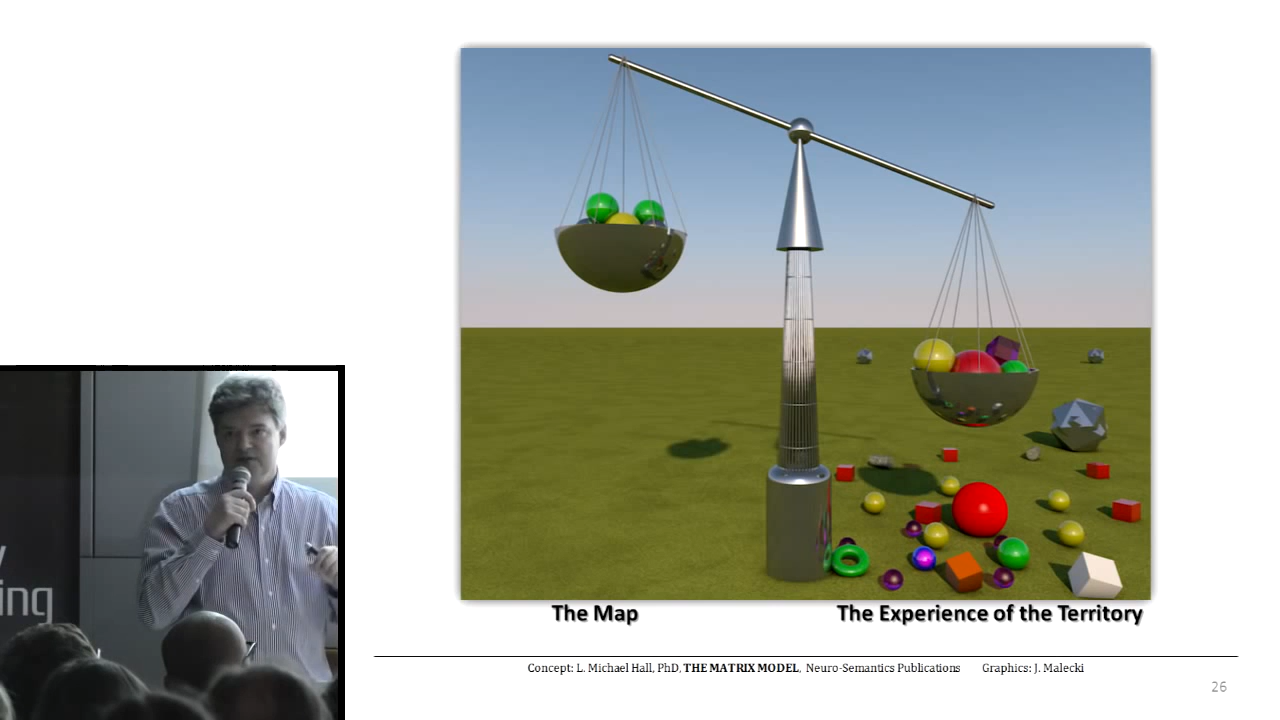 The Map
The Experience of the Territory
Concept: L. Michael Hall, PhD, THE MATRIX MODEL, Neuro-Semantics Publications Graphics: J. Malecki
26
ing